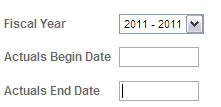 Fiscal Year 2011 - 2011
Actuals Begin Date
Actuals End Date